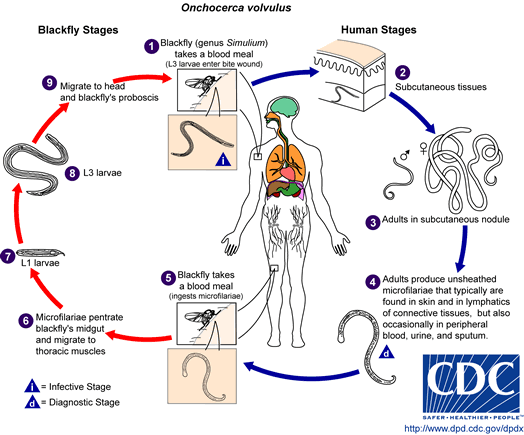 Onchocerca volvulus
Blackfly Stages
Human Stages
1 Blackfly (genus Simulium)
takes a blood meal
(L3 larvae enter bite wound)
i
2
Subcutaneous tissues
♂ ♀
3 Adults in subcutaneous nodule
4 Adults produce unsheathed
microfilariae that typically are
found in skin and in lymphatics
of connective tissues, but also
occasionally in peripheral
blood, urine, and sputum.
d
5 Blackfly takes
a blood meal
(ingests microfilariae)
6 Microfilariae pentrate
blackfly's midgut and
migrate to
thoracic muscles
7
L1 larvae
8 L3 larvae
9 Migrate to head
and blackfly's proboscis
i = Infective Stage
d = Diagnostic Stage
CDC
SAFER • HEALTHIER • PEOPLE™
http://www.dpd.cdc.gov/dpdx